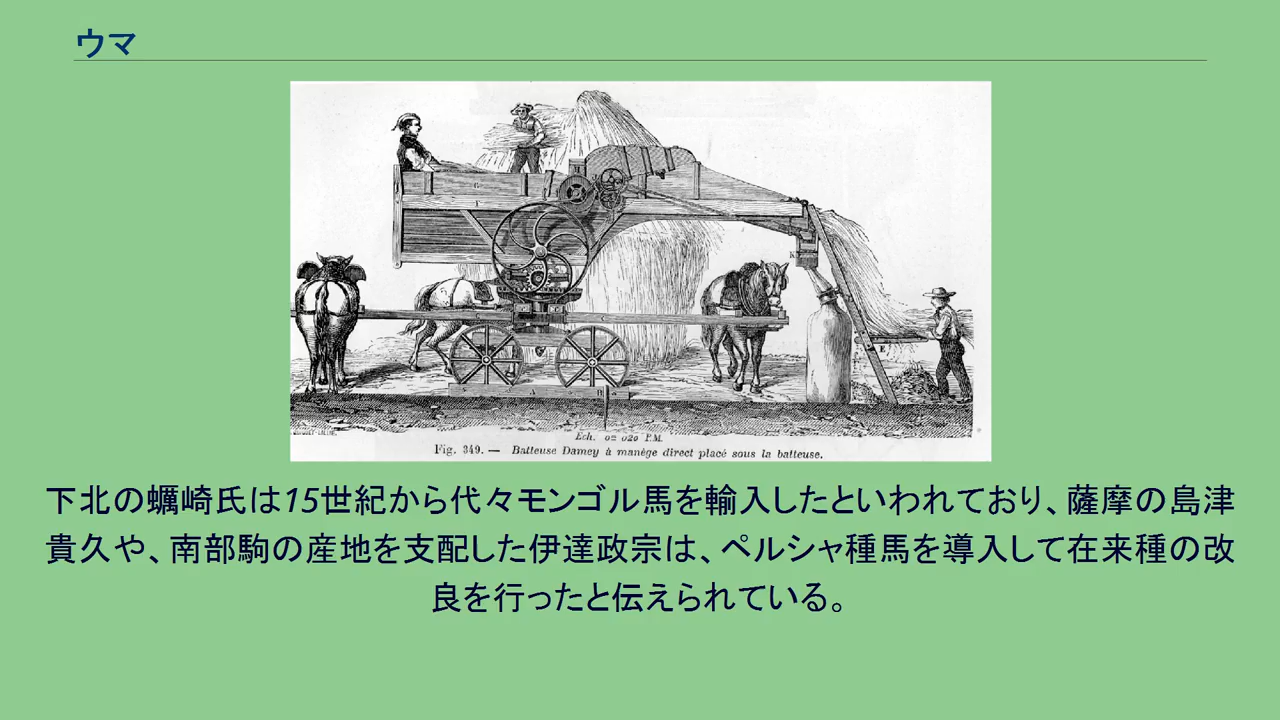 ウマ
Éch. 0m 020 P.M.
Fig. 349. — Batteuse Damey à manège direct placé sous la batteuse.
下北の蠣崎氏は15世紀から代々モンゴル馬を輸入したといわれており、薩摩の島津
貴久や、南部駒の産地を支配した伊達政宗は、ペルシャ種馬を導入して在来種の改
良を行ったと伝えられている。